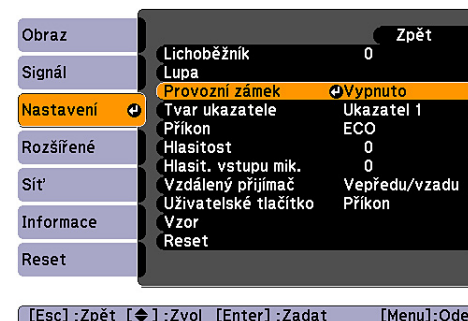 Obraz
Signál
Nastavení
Rozšířené
Síť
Informace
Reset
Zpět
Lichoběžník 0
Lupa
Provozní zámek Vypnuto
Tvar ukazatele Ukazatel 1
Příkon ECO
Hlasitost 0
Hlasit. vstupu mik. 0
Vzdálený přijímač Vepředu/vzadu
Uživatelské tlačítko Příkon
Vzor
Reset
[Esc] :Zpět [◆] :Zvol [Enter] :Zadat [Menu]:Ode